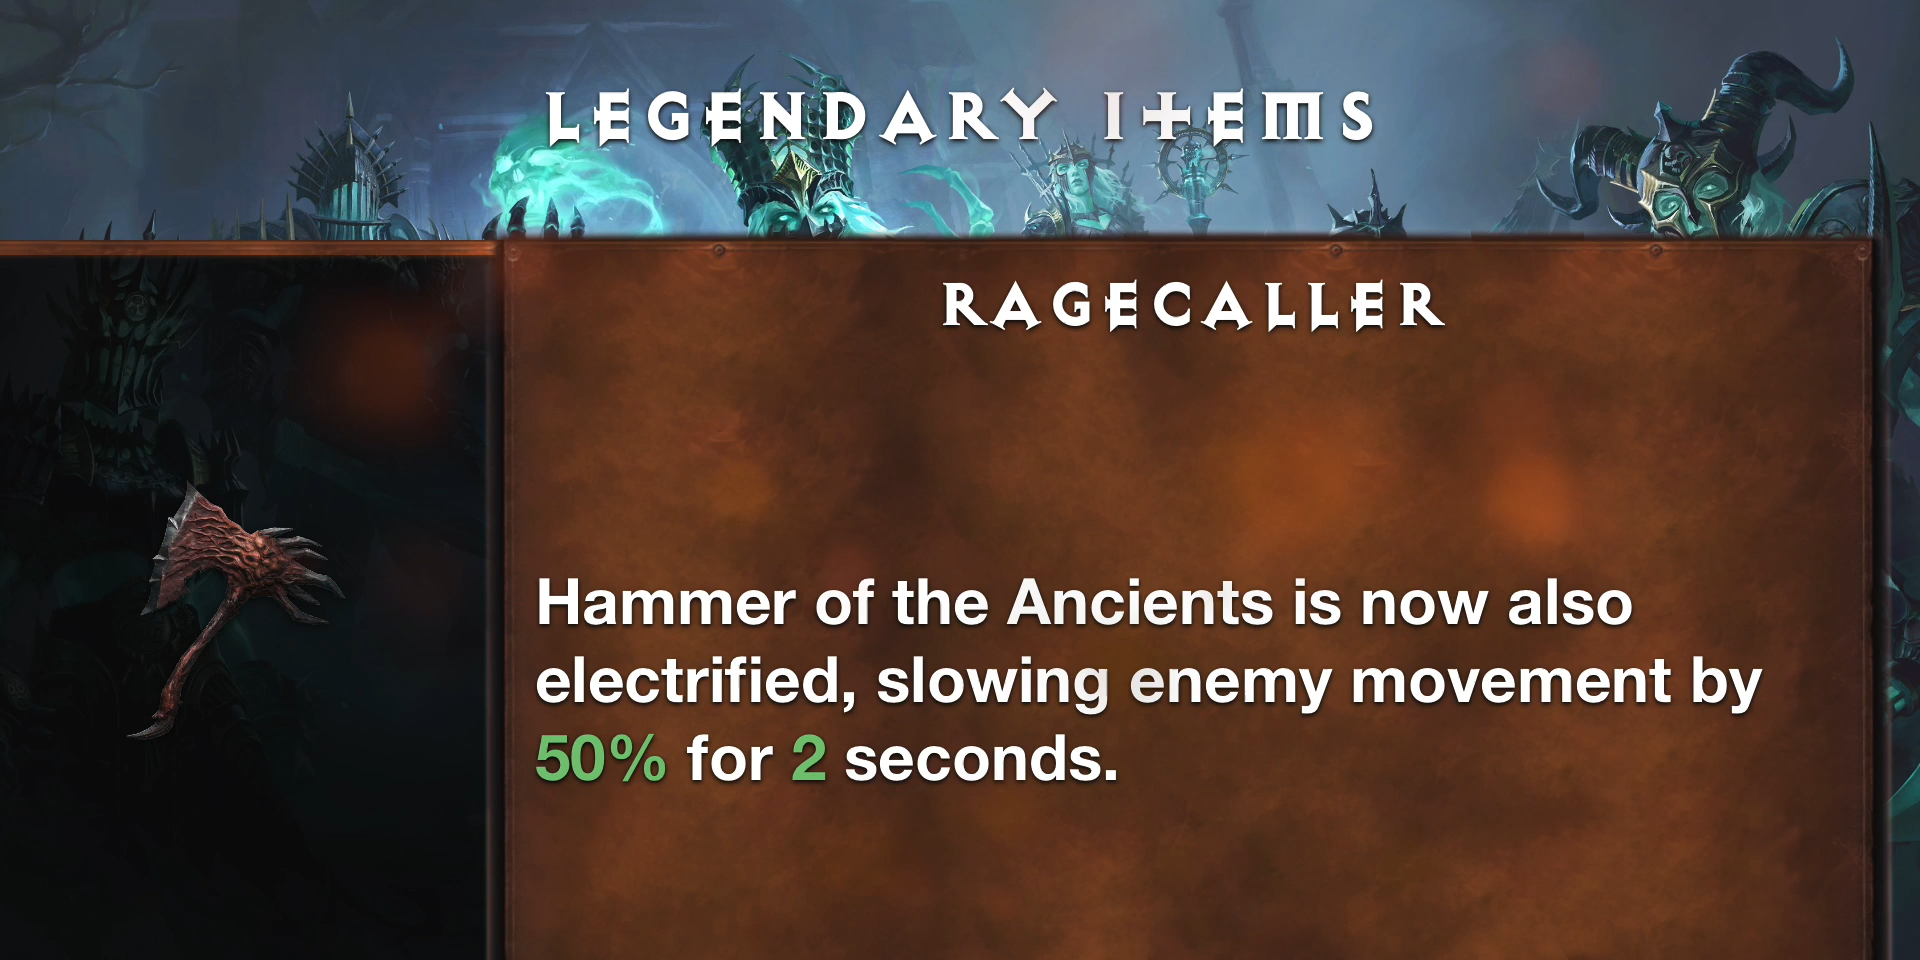 LEGENDARY ITEMS
RAGECALLER
Hammer of the Ancients is now also
electrified, slowing enemy movement by
50% for 2 seconds.